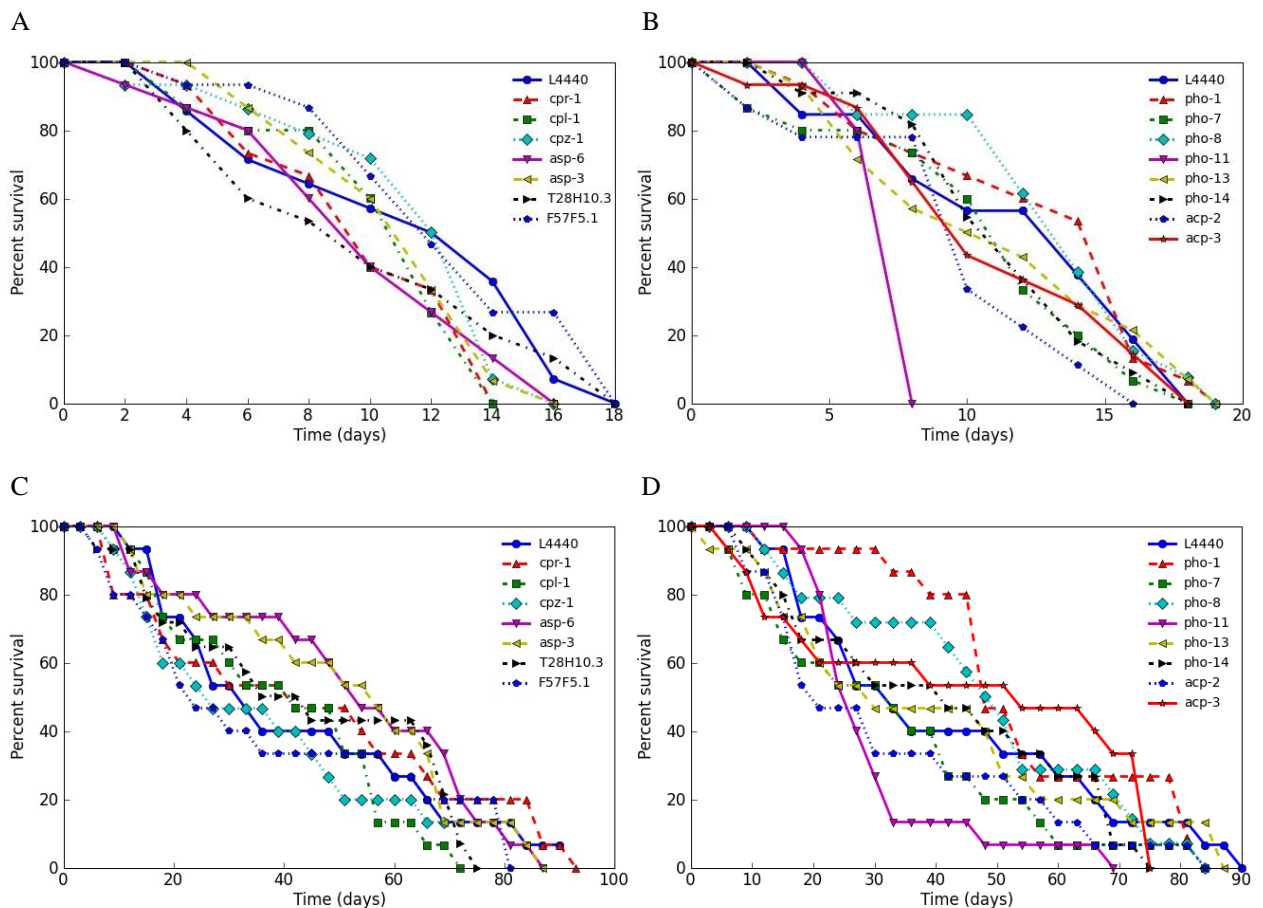 A
Percent survival
100
80
60
40
20
0
L4440
cpr-1
cpl-1
cpz-1
asp-6
asp-3
T28H10.3
F57F5.1
0 2 4 6 8 10 12 14 16 18
Time (days)
B
Percent survival
100
80
60
40
20
0
L4440
pho-1
pho-7
pho-8
pho-11
pho-13
pho-14
acp-2
acp-3
0 5 10 15 20
Time (days)
C
Percent survival
100
80
60
40
20
0
L4440
cpr-1
cpl-1
cpz-1
asp-6
asp-3
T28H10.3
F57F5.1
0 20 40 60 80 100
Time (days)
D
Percent survival
100
80
60
40
20
0
L4440
pho-1
pho-7
pho-8
pho-11
pho-13
pho-14
acp-2
acp-3
0 10 20 30 40 50 60 70 80 90
Time (days)